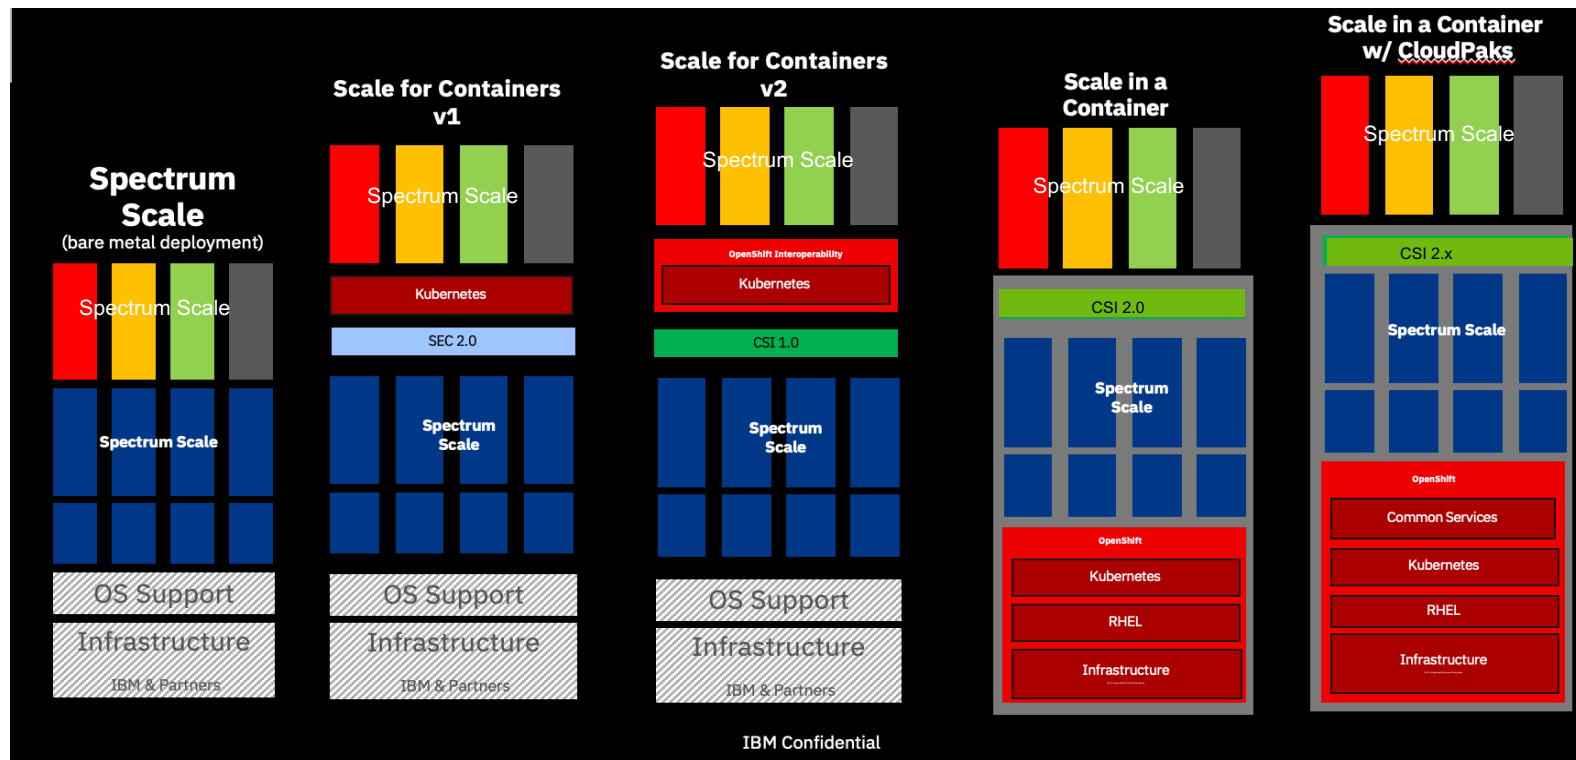 Spectrum
Scale
(bare metal deployment)
Spectrum Scale
Spectrum Scale
OS Support
Infrastructure
IBM & Partners
Scale for Containers
v1
Spectrum Scale
Kubernetes
SEC 2.0
Spectrum
Scale
OS Support
Infrastructure
IBM & Partners
Scale for Containers
v2
Spectrum Scale
OpenShift Interoperability
Kubernetes
CSI 1.0
Spectrum
Scale
OS Support
Infrastructure
IBM & Partners
Scale in a
Container
Spectrum Scale
CSI 2.0
Spectrum
Scale
OpenShift
Kubernetes
RHEL
Infrastructure
Scale in a Container
w/ CloudPaks
Spectrum Scale
CSI 2.x
Spectrum Scale
OpenShift
Common Services
Kubernetes
RHEL
Infrastructure
IBM Confidential